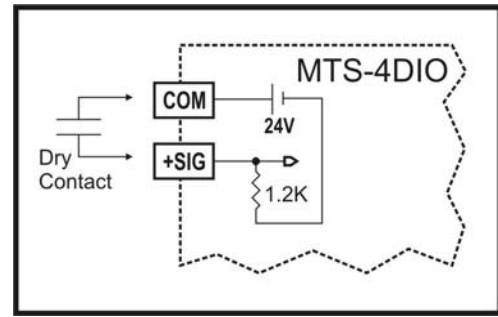 MTS-4DIO
COM
24V
+SIG
Dry
Contact
1.2K